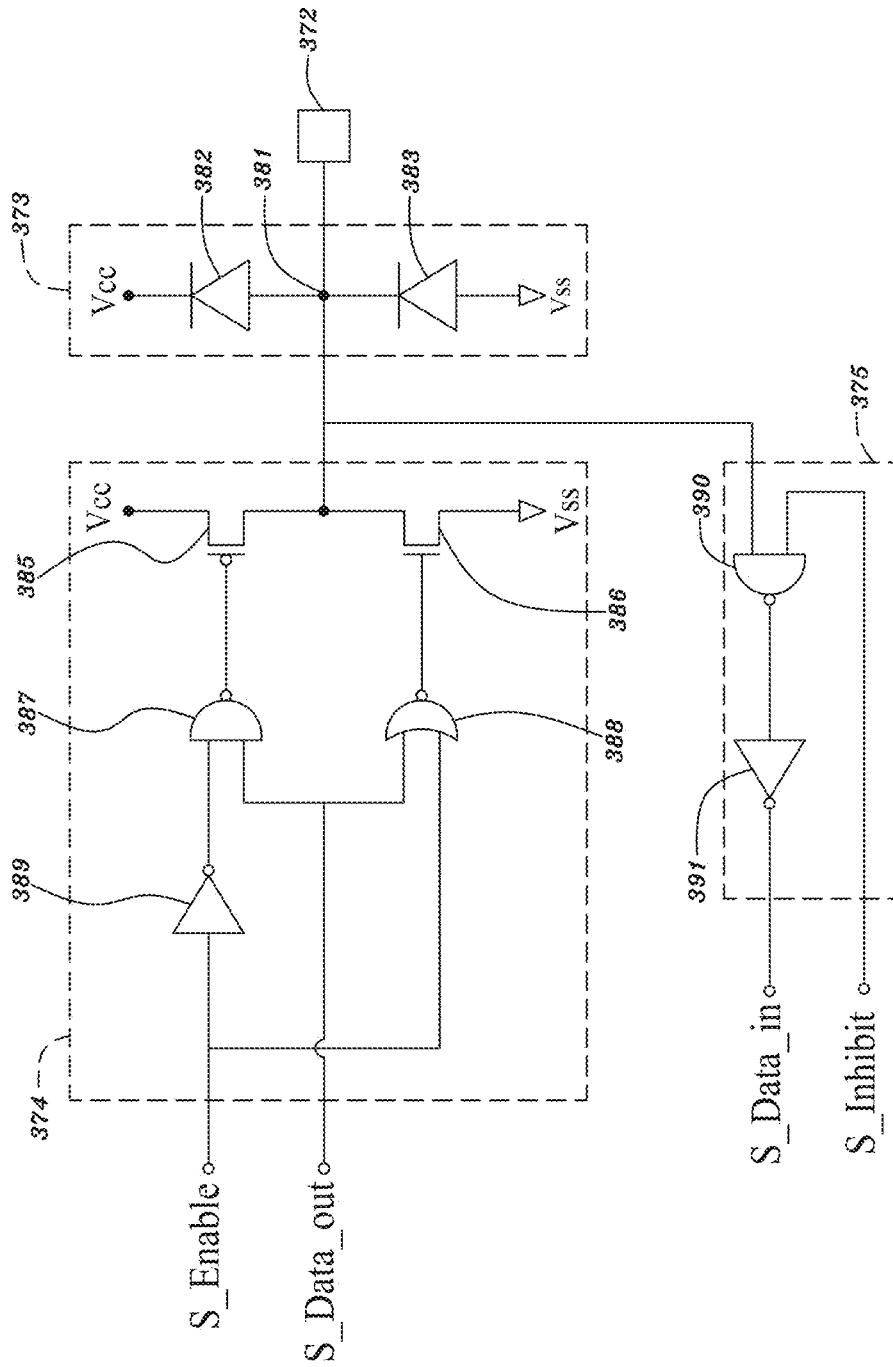 374
389
387
385
Vcc
373
Vcc
382
381
372
S_Enable
S_Data_out
388
386
Vss
383
Vss
375
390
391
S_Data_in
S_Inhibit